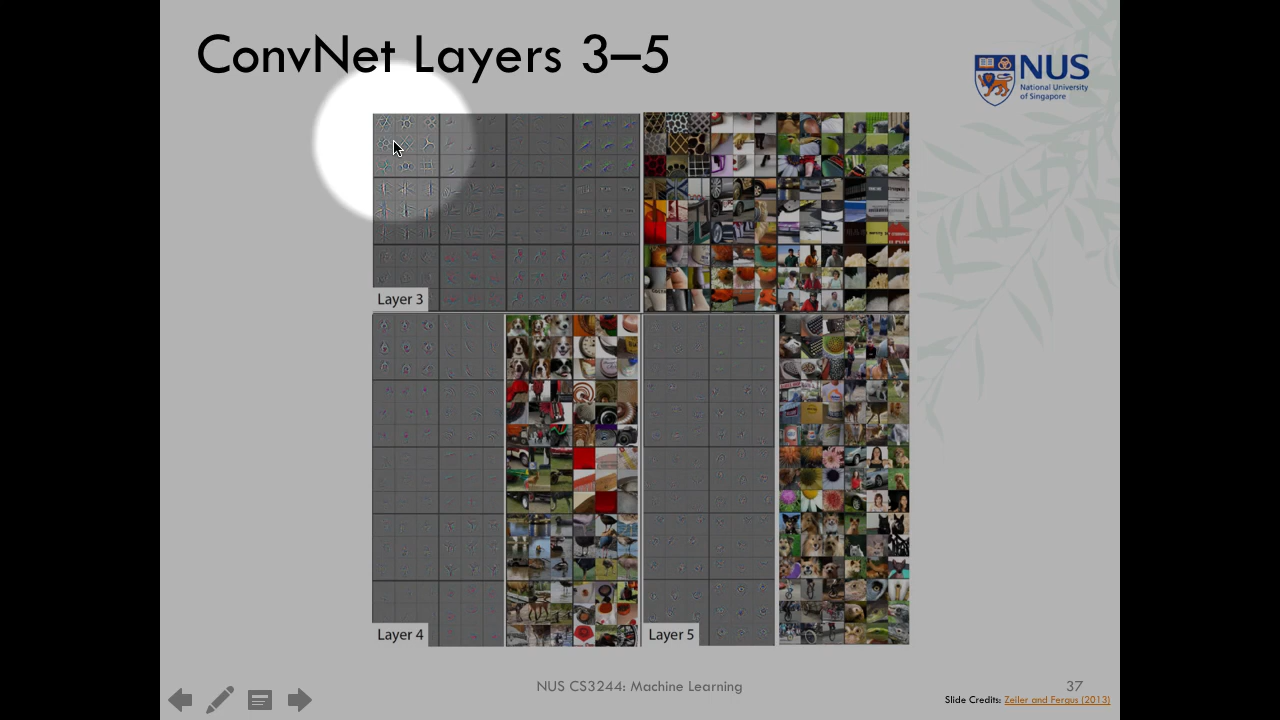 ConvNet Layers 3–5
NUS
National University
of Singapore
Layer 3
Layer 4
Layer 5
NUS CS3244: Machine Learning
37
Slide Credits: Zeiler and Fergus (2013)